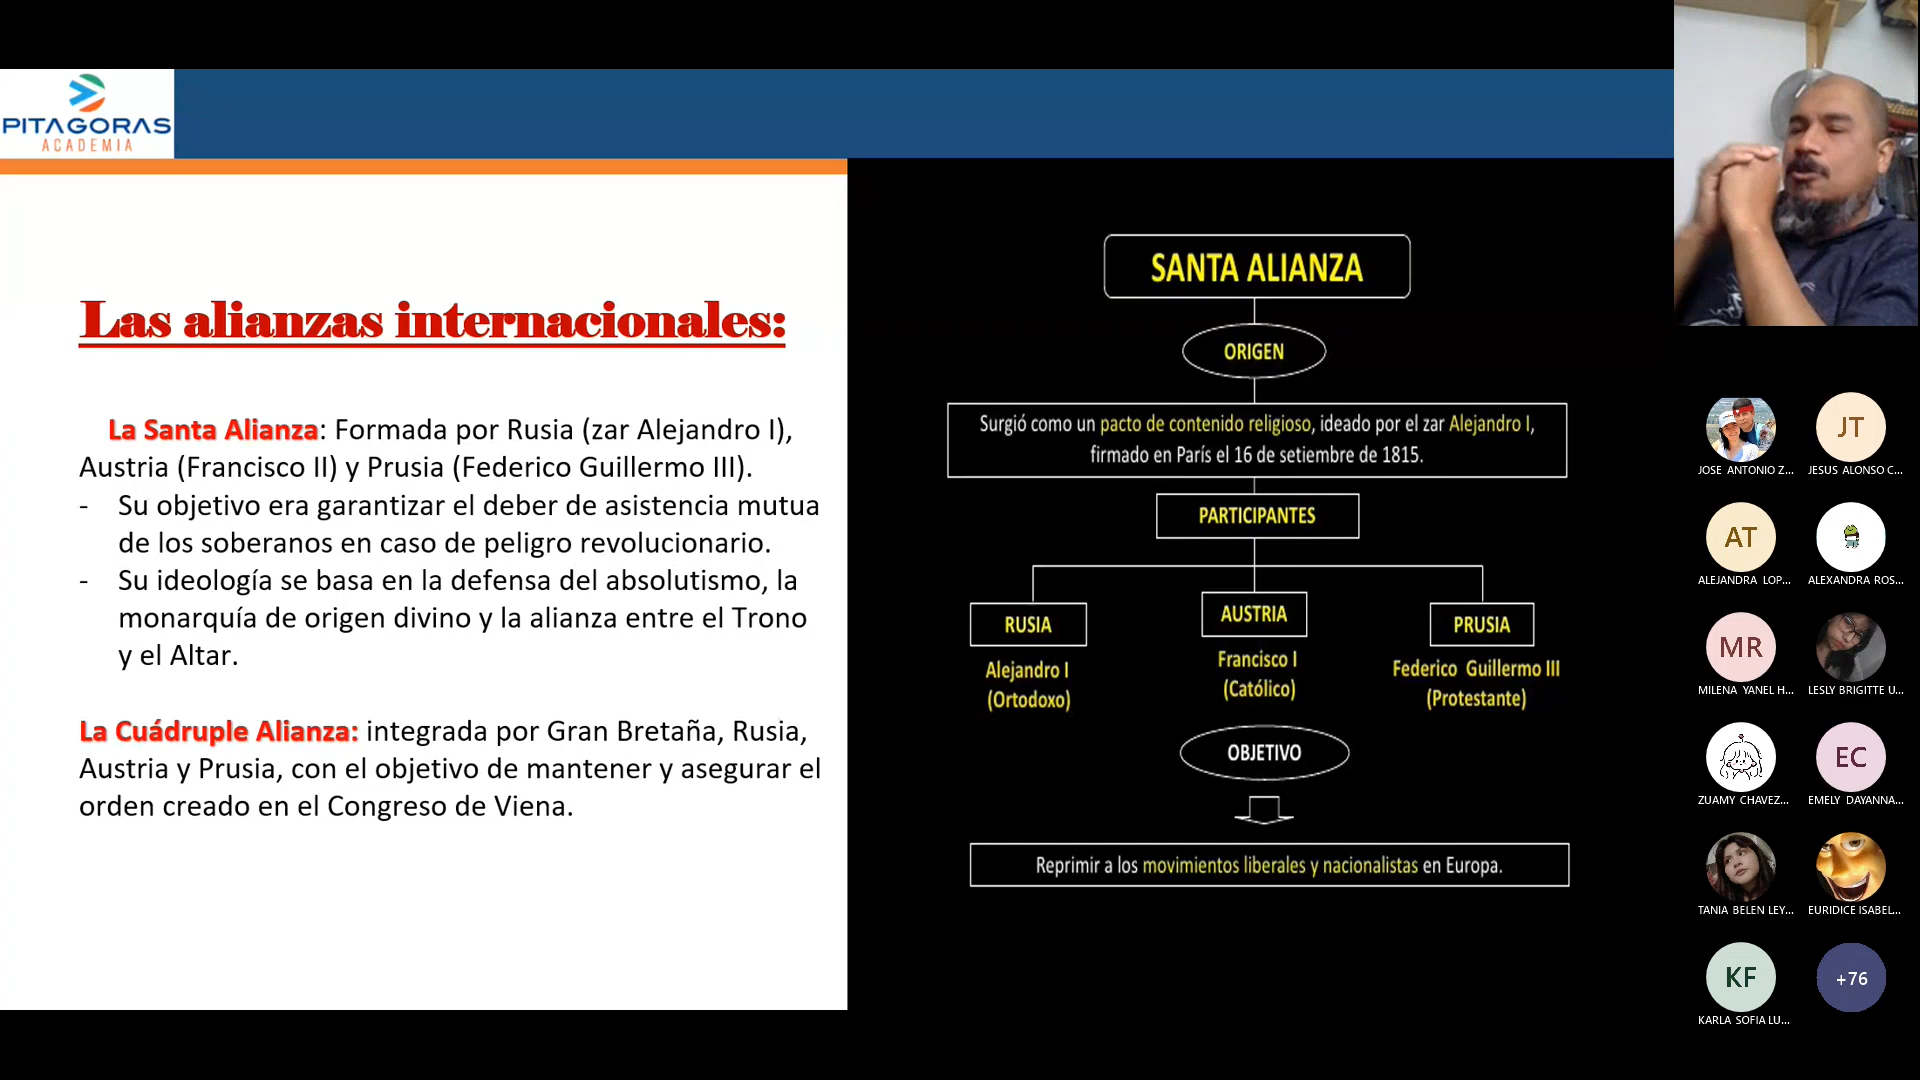 PITAGORAS
ACADEMIA
Las alianzas internacionales:
La Santa Alianza: Formada por Rusia (zar Alejandro I),
Austria (Francisco II) y Prusia (Federico Guillermo III).
- Su objetivo era garantizar el deber de asistencia mutua
de los soberanos en caso de peligro revolucionario.
- Su ideología se basa en la defensa del absolutismo, la
monarquía de origen divino y la alianza entre el Trono
y el Altar.
La Cuádruple Alianza: integrada por Gran Bretaña, Rusia,
Austria y Prusia, con el objetivo de mantener y asegurar el
orden creado en el Congreso de Viena.
SANTA ALIANZA
ORIGEN
Surgió como un pacto de contenido religioso, ideado por el zar Alejandro I,
firmado en París el 16 de setiembre de 1815.
PARTICIPANTES
RUSIA
Alejandro I
(Ortodoxo)
AUSTRIA
Francisco I
(Católico)
PRUSIA
Federico Guillermo III
(Protestante)
OBJETIVO
Reprimir a los movimientos liberales y nacionalistas en Europa.
JT
JOSE ANTONIO Z...
JESUS ALONSO C...
AT
ALEJANDRA LOP...
ALEXANDRA ROS...
MR
MILENA YANEL H...
LESLY BRIGITTE U...
EC
ZUAMY CHAVEZ...
EMELY DAYANNA...
TANIA BELEN LEY...
EURIDICE ISABEL...
KF
+76
KARLA SOFIA LU...